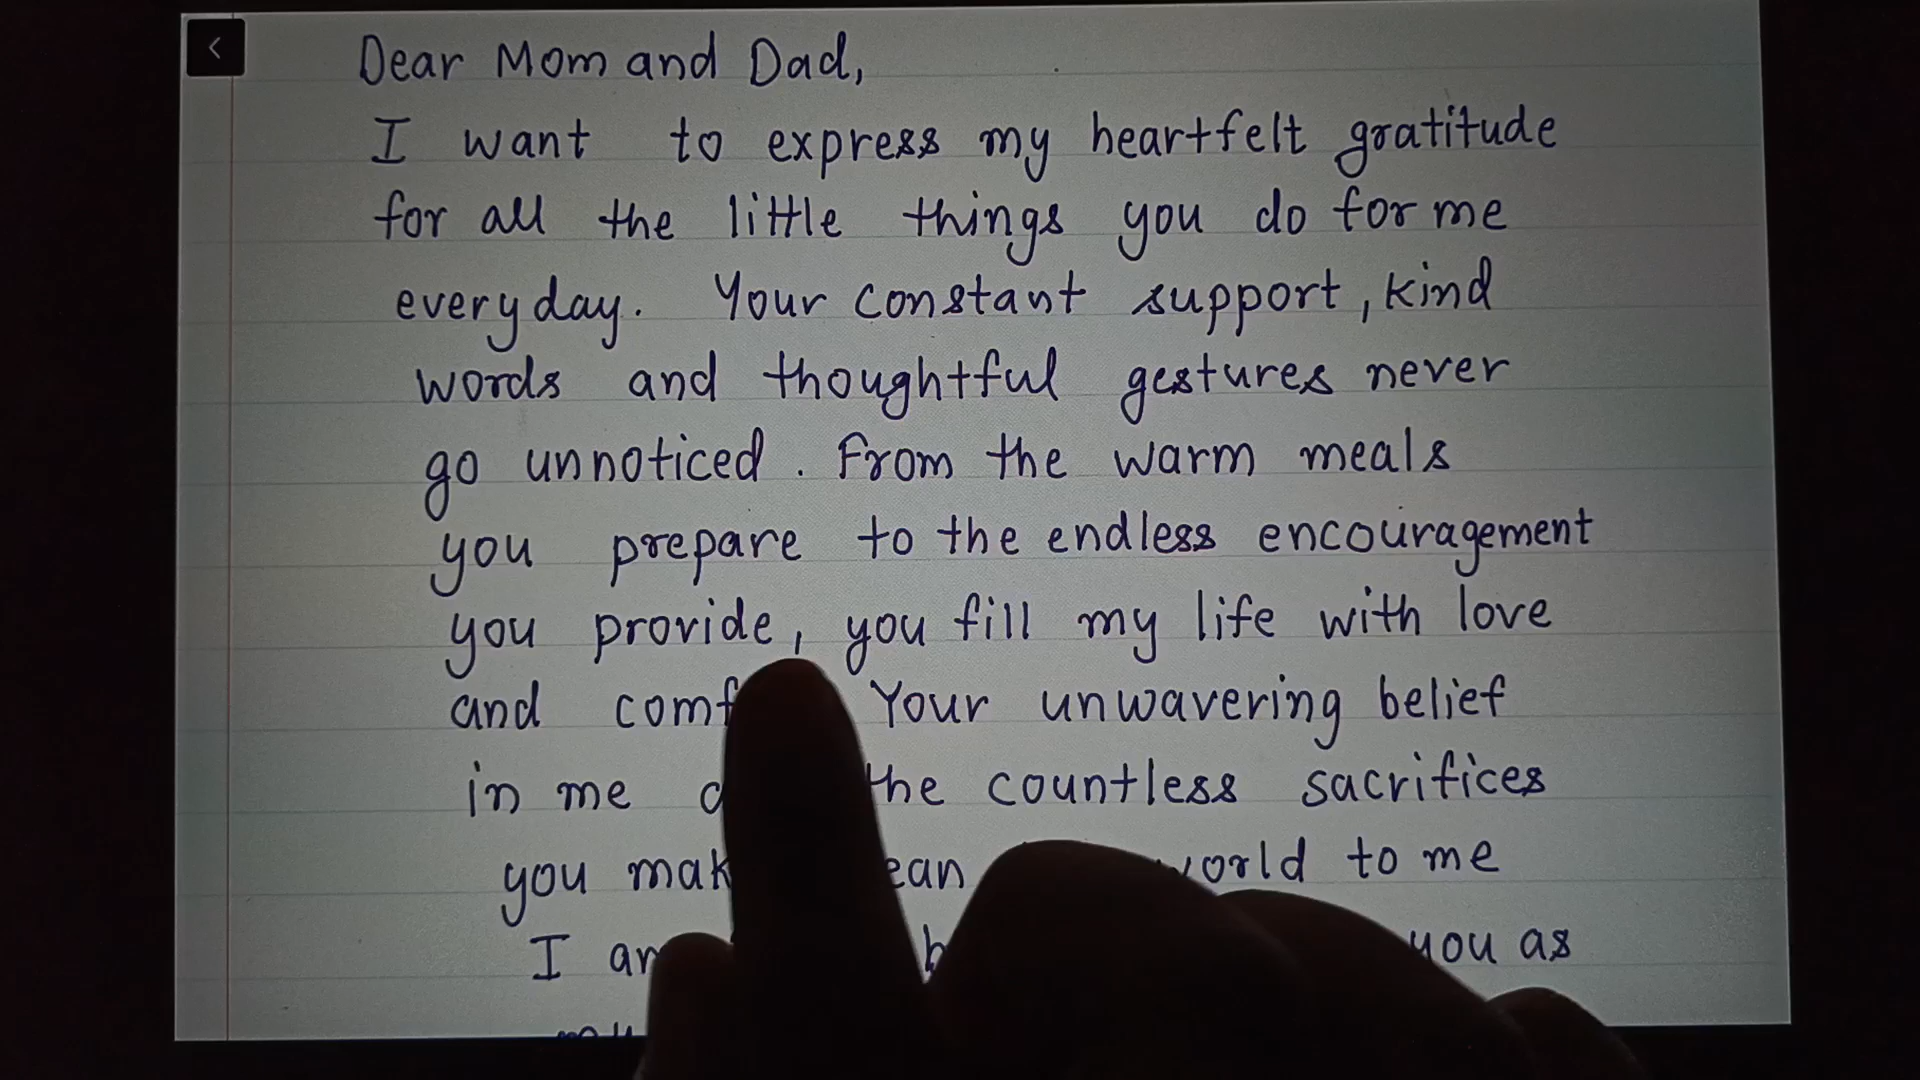 Dear Mom and Dad,
I want to express my heartfelt gratitude
for all the little things you do for me
everyday. Your constant support, kind
words and thoughtful gestures never
go unnoticed. From the warm meals
you prepare to the endless encouragement
you provide, you fill my life with love
and Your unwavering belief
in me the countless sacrifices
you to me
I you as